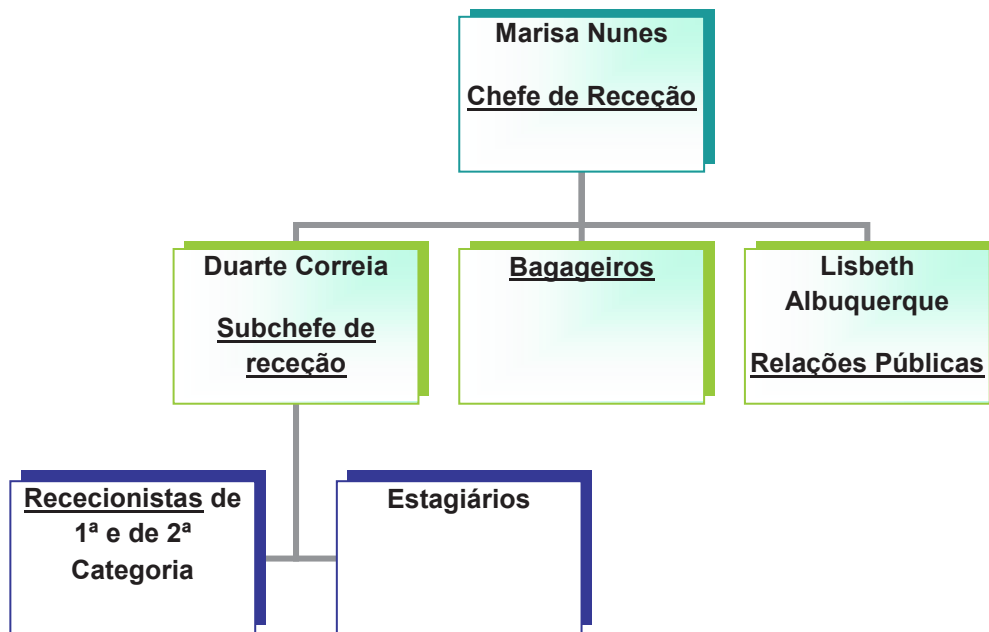 Marisa Nunes
Chefe de Receção
Duarte Correia
Subchefe de
receção
Bagageiros
Lisbeth
Albuquerque
Relações Públicas
Rececionistas de
1ª e de 2ª
Categoria
Estagiários